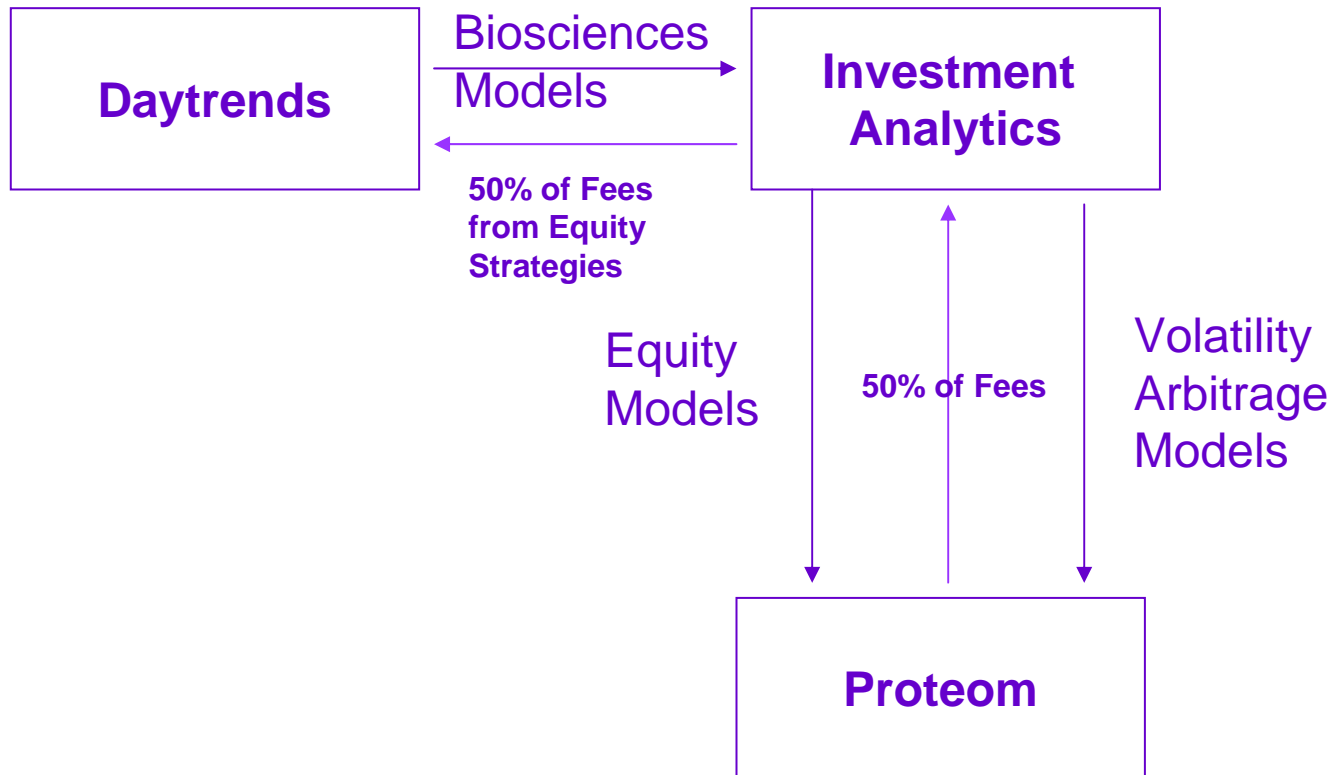 Daytrends
Biosciences
Models
Investment
Analytics
50% of Fees
from Equity
Strategies
Equity
Models
50% of Fees
Volatility
Arbitrage
Models
Proteom